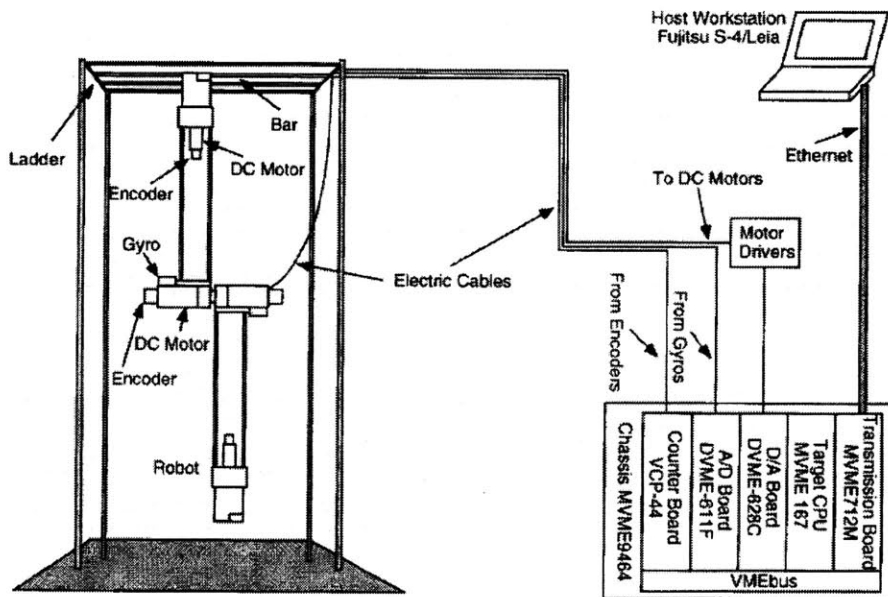 Host Workstation
Fujitsu S-4/Leia
Bar
Ladder
DC Motor
Ethernet
Encoder
To DC Motors
Gyro
Motor
Drivers
Electric Cables
DC Motor
Encoder
From Encoders
From Gyros
Robot
Chassis MVME9464
Counter Board
VCP-44
A/D Board
DVME-611F
D/A Board
DVME-628C
Target CPU
MVME 167
Transmission Board
MVME712M
VMEbus